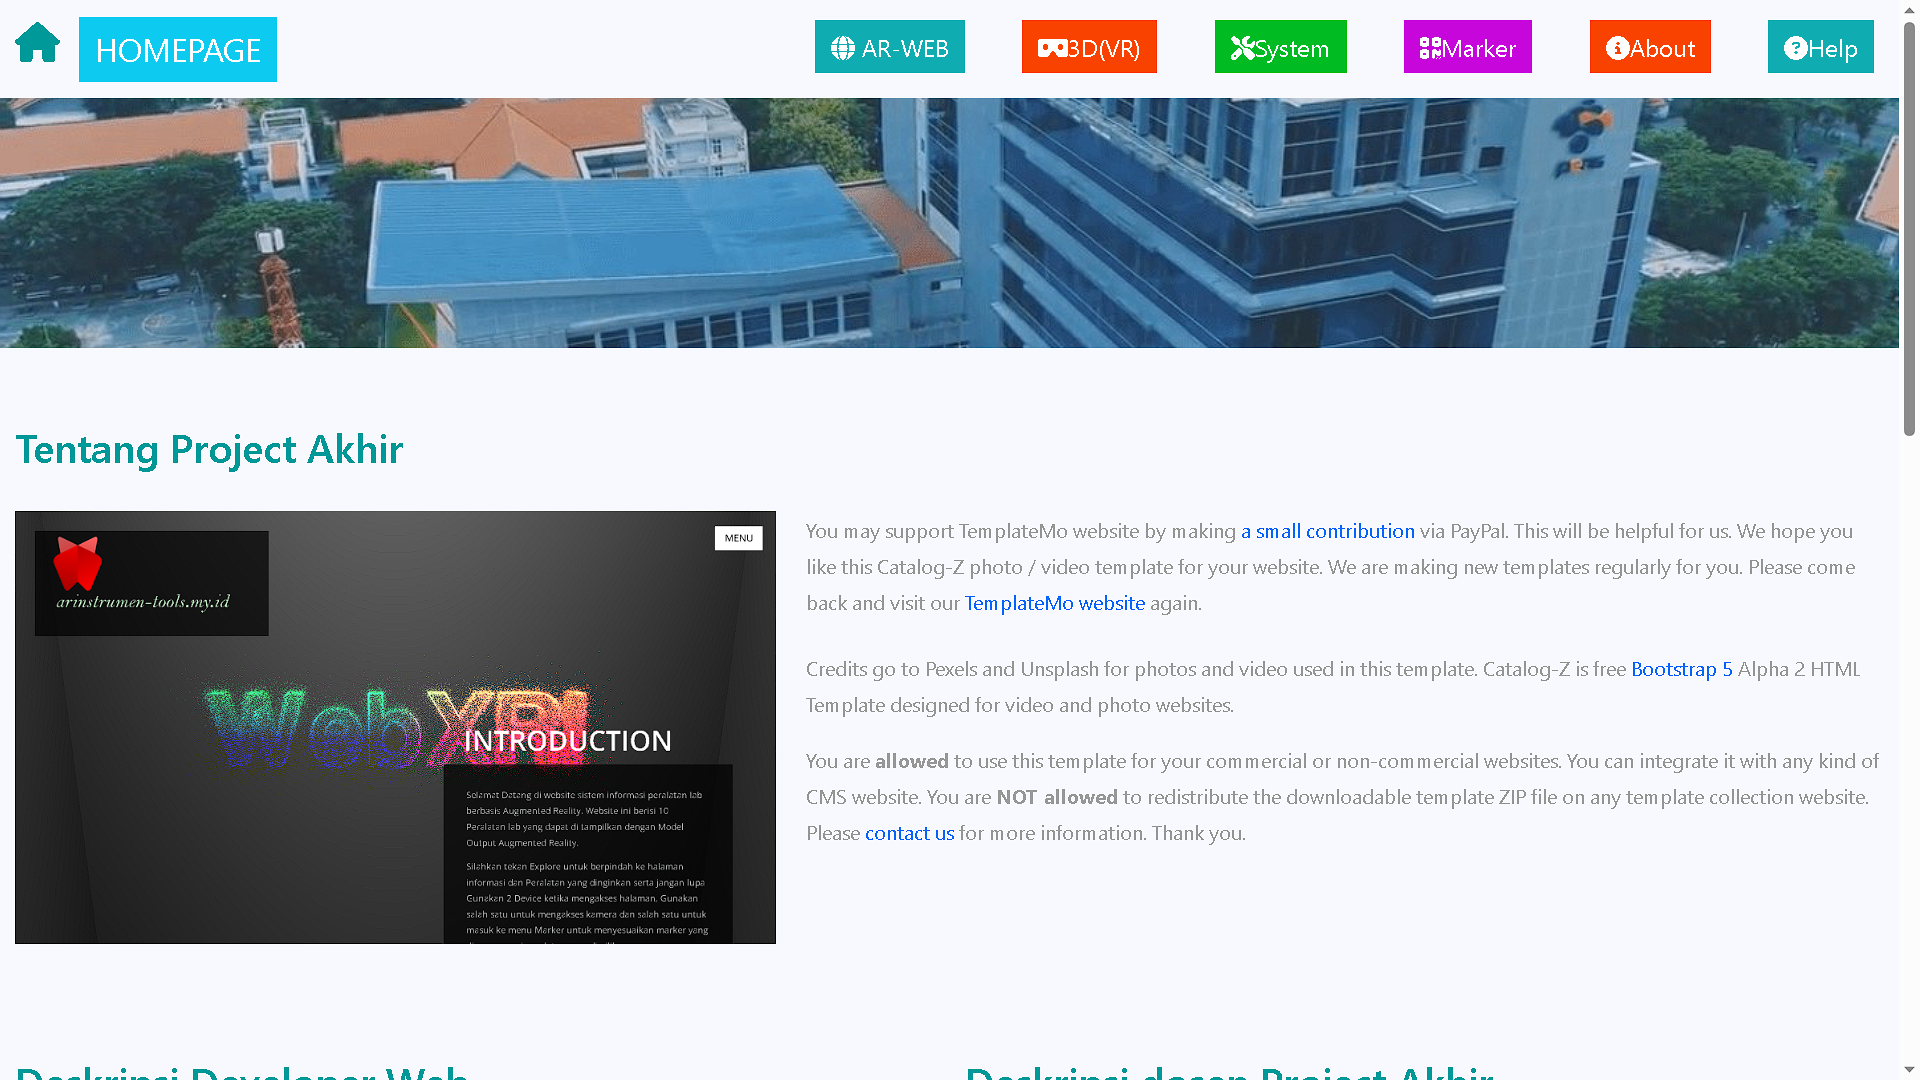 HOMEPAGE
AR-WEB
3D(VR)
System
Marker
About
Help
Tentang Project Akhir
MENU
arinstrumen-tools.my.id
WebXR
INTRODUCTION
Selamat Datang di website sistem informasi peralatan lab
berbasis Augmented Reality. Website ini berisi 10
Peralatan lab yang dapat di tampilkan dengan Model
Output Augmented Reality.
Silahkan tekan Explore untuk berpindah ke halaman
informasi dan Peralatan yang dinginkan serta jangan lupa
Gunakan 2 Device ketika mengakses halaman. Gunakan
salah satu untuk mengakses kamera dan salah satu untuk
masuk ke menu Marker untuk menyesuaikan marker yang
You may support TemplateMo website by making a small contribution via PayPal. This will be helpful for us. We hope you
like this Catalog-Z photo / video template for your website. We are making new templates regularly for you. Please come
back and visit our TemplateMo website again.
Credits go to Pexels and Unsplash for photos and video used in this template. Catalog-Z is free Bootstrap 5 Alpha 2 HTML
Template designed for video and photo websites.
You are allowed to use this template for your commercial or non-commercial websites. You can integrate it with any kind of
CMS website. You are NOT allowed to redistribute the downloadable template ZIP file on any template collection website.
Please contact us for more information. Thank you.
Deskripsi Developer Web
Deskripsi dosen Project Akhir